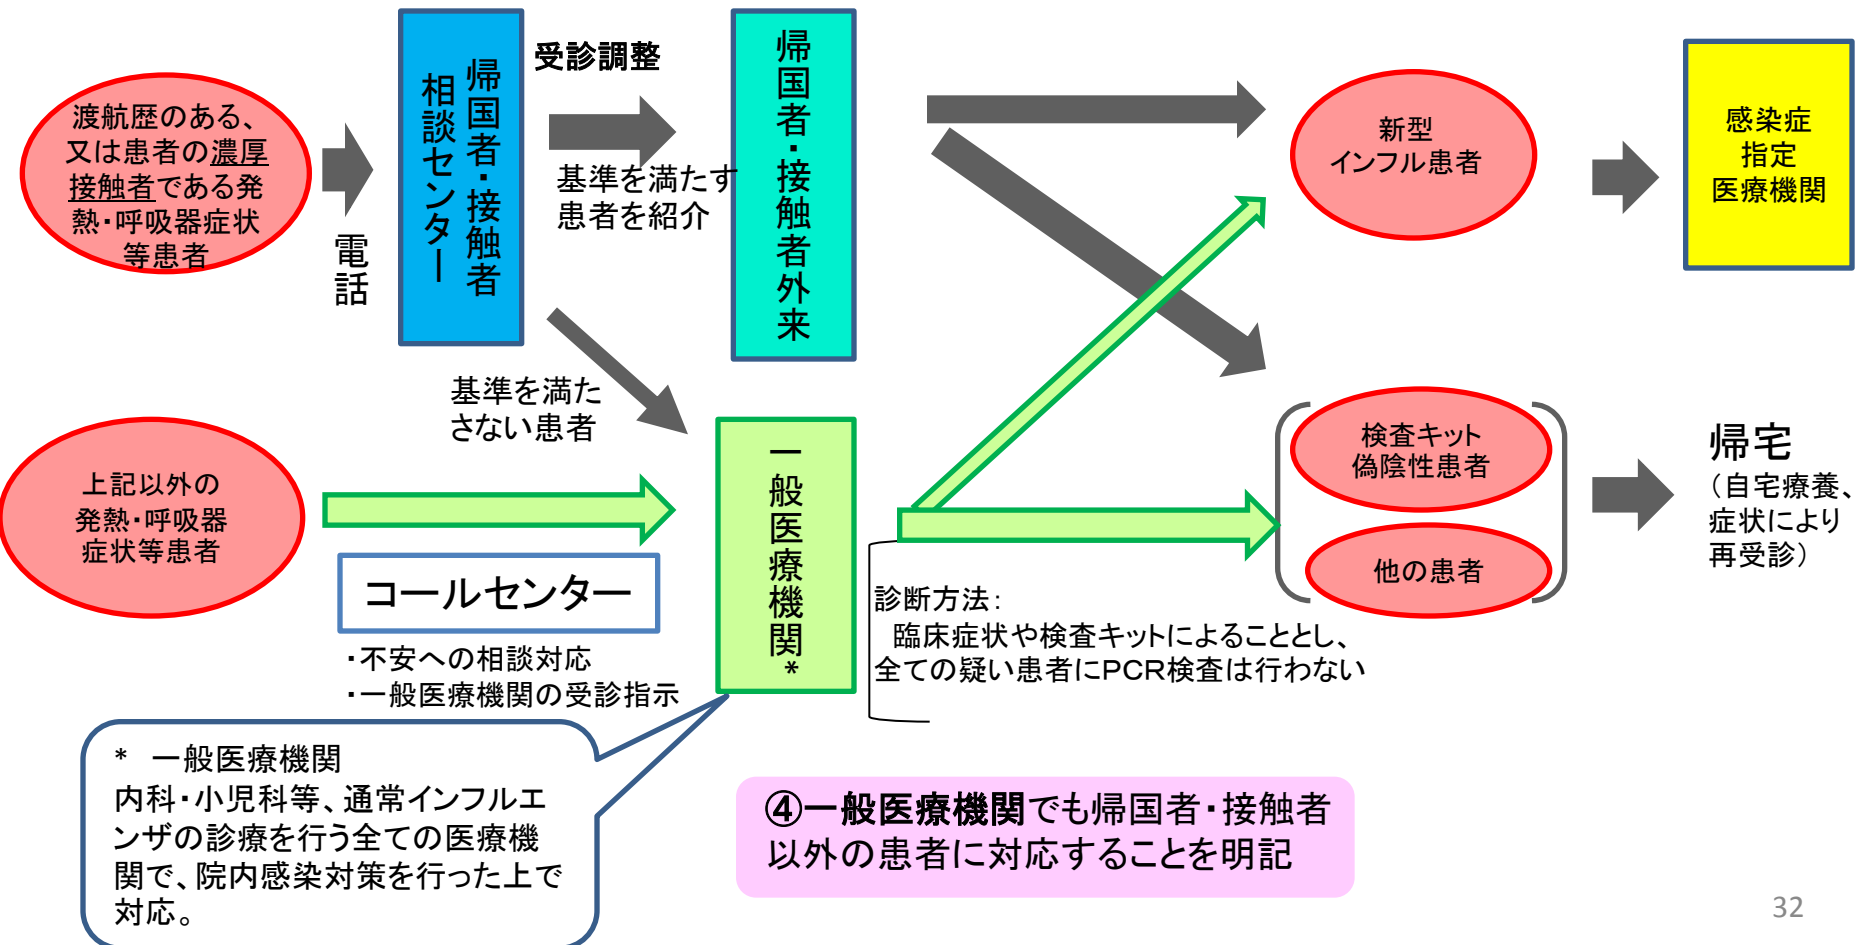 渡航歴のある、
又は患者の濃厚
接触者である発
熱・呼吸器症状
等患者
電話
帰国者・接触者
相談センター
受診調整
基準を満たす
患者を紹介
帰国者・接触者外来
新型
インフル患者
感染症
指定
医療機関
基準を満た
さない患者
上記以外の
発熱・呼吸器
症状等患者
コールセンター
・不安への相談対応
・一般医療機関の受診指示
一般医療機関*
検査キット
偽陰性患者
他の患者
帰宅
（自宅療養、
症状により
再受診）
診断方法：
臨床症状や検査キットによることとし、
全ての疑い患者にPCR検査は行わない
* 一般医療機関
内科・小児科等、通常インフルエ
ンザの診療を行う全ての医療機
関で、院内感染対策を行った上で
対応。
④一般医療機関でも帰国者・接触者
以外の患者に対応することを明記
32